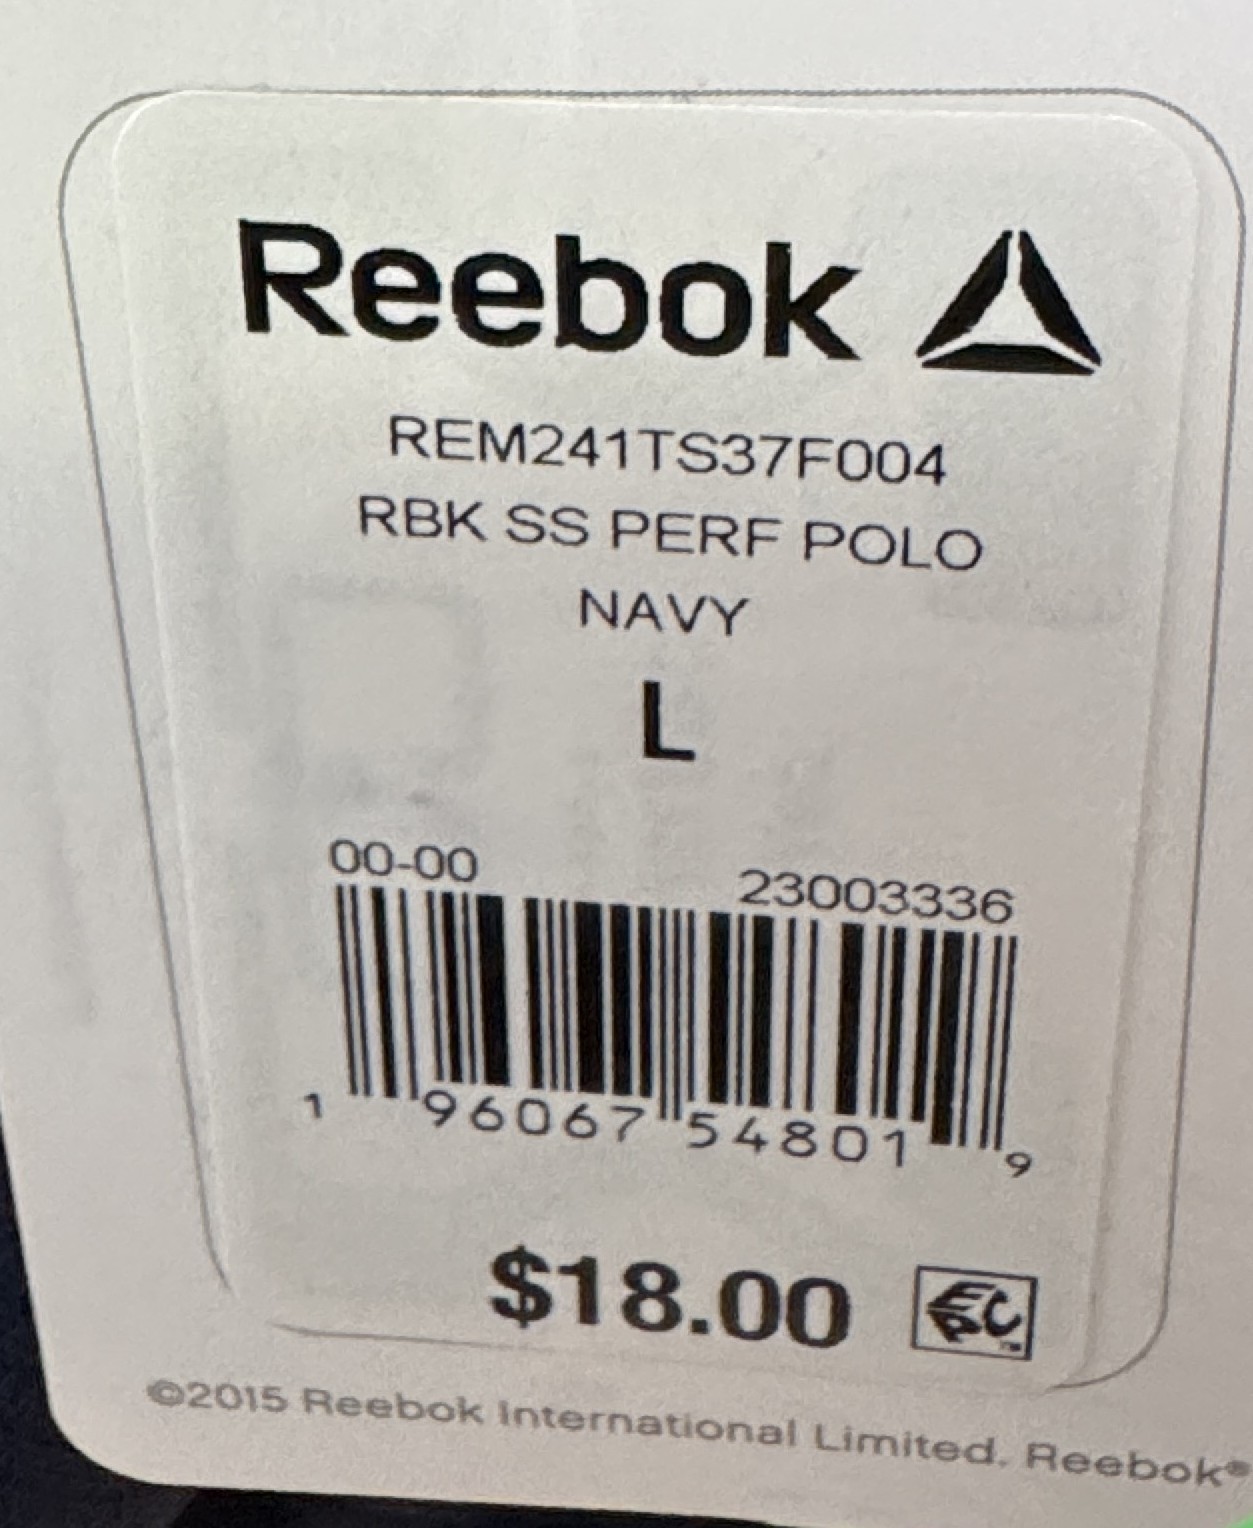 Reebok
REM241TS37F004
RBK SS PERF POLO
NAVY
L
00-00 23003336
1 96067 54801 9
$18.00 EPC™
©2015 Reebok International Limited. Reebok®